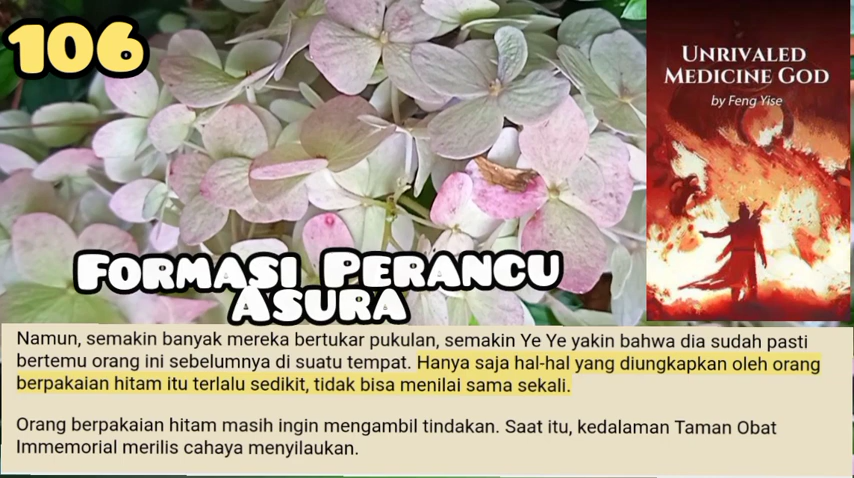 106
UNRIVALED
MEDICINE GOD
by Feng Yise
FORMASI PERANCU
ASURA
Namun, semakin banyak mereka bertukar pukulan, semakin Ye Ye yakin bahwa dia sudah pasti
bertemu orang ini sebelumnya di suatu tempat. Hanya saja hal-hal yang diungkapkan oleh orang
berpakaian hitam itu terlalu sedikit, tidak bisa menilai sama sekali.
Orang berpakaian hitam masih ingin mengambil tindakan. Saat itu, kedalaman Taman Obat
Immemorial merilis cahaya menyilaukan.